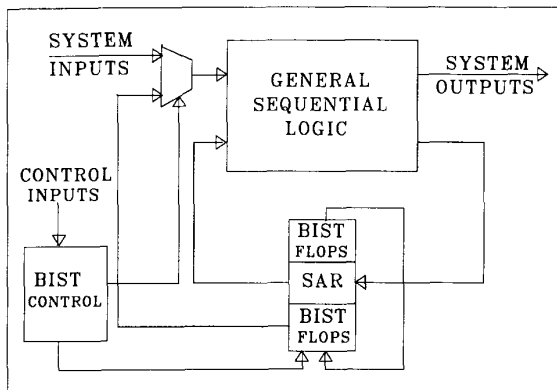 SYSTEM
INPUTS
GENERAL
SEQUENTIAL
LOGIC
SYSTEM
OUTPUTS
CONTROL
INPUTS
BIST
CONTROL
BIST
FLOPS
SAR
BIST
FLOPS